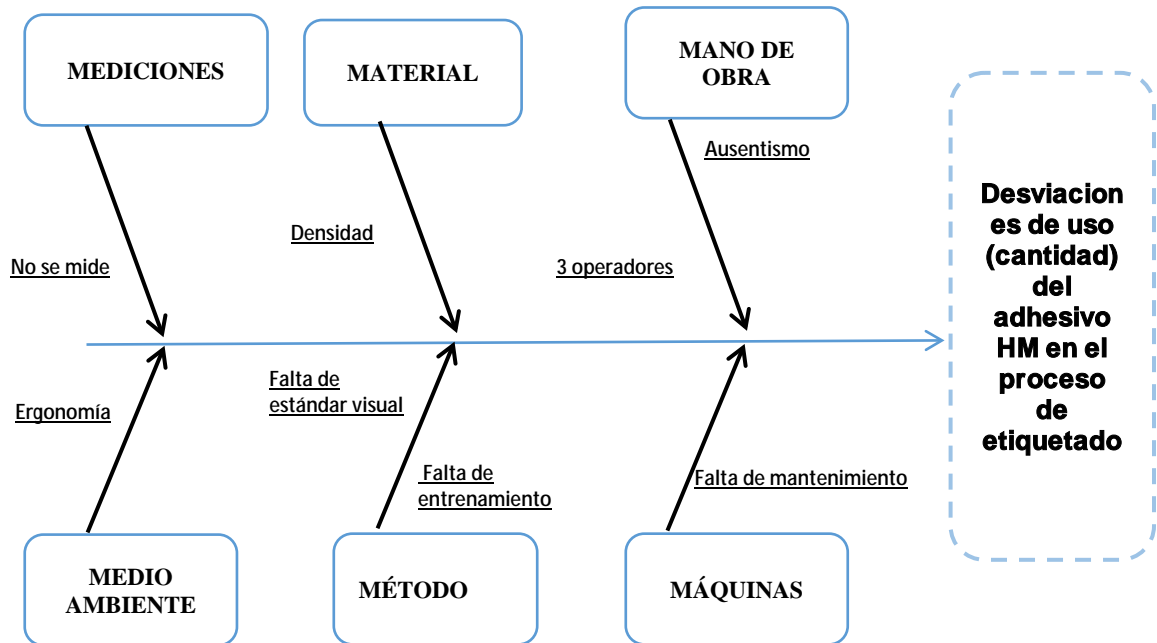 MEDICIONES
MATERIAL
MANO DE
OBRA
Ausentismo
Densidad
No se mide
3 operadores
Desviacion
es de uso
(cantidad)
del
adhesivo
HM en el
proceso
de
etiquetado
Falta de
estándar visual
Ergonomía
Falta de
entrenamiento
Falta de mantenimiento
MEDIO
AMBIENTE
MÉTODO
MÁQUINAS